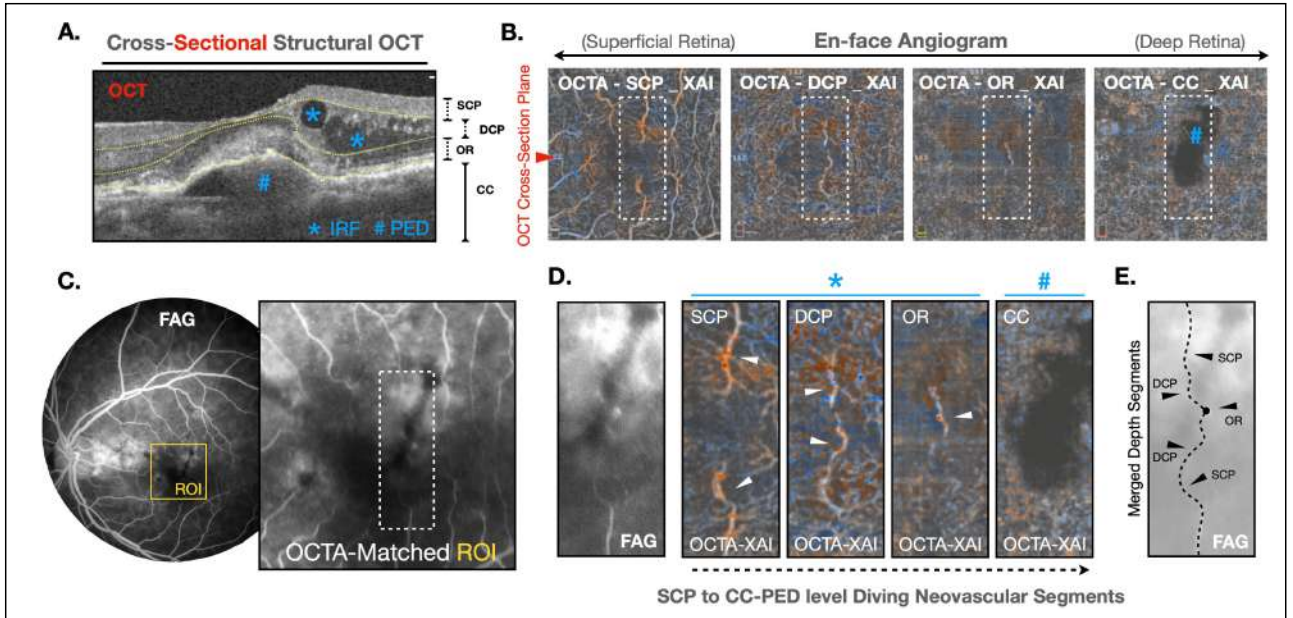 A.
Cross-Sectional Structural OCT
OCT
*
*
#
* IRF # PED
SCP
DCP
OR
CC
B.
(Superficial Retina) En-face Angiogram (Deep Retina)
OCT Cross-Section Plane
OCTA - SCP _ XAI
OCTA - DCP _ XAI
OCTA - OR _ XAI
OCTA - CC _ XAI
#
C.
FAG
ROI
OCTA-Matched ROI
D.
*
#
FAG
SCP
OCTA-XAI
DCP
OCTA-XAI
OR
OCTA-XAI
CC
OCTA-XAI
SCP to CC-PED level Diving Neovascular Segments
E.
Merged Depth Segments
SCP
DCP
OR
DCP
SCP
FAG